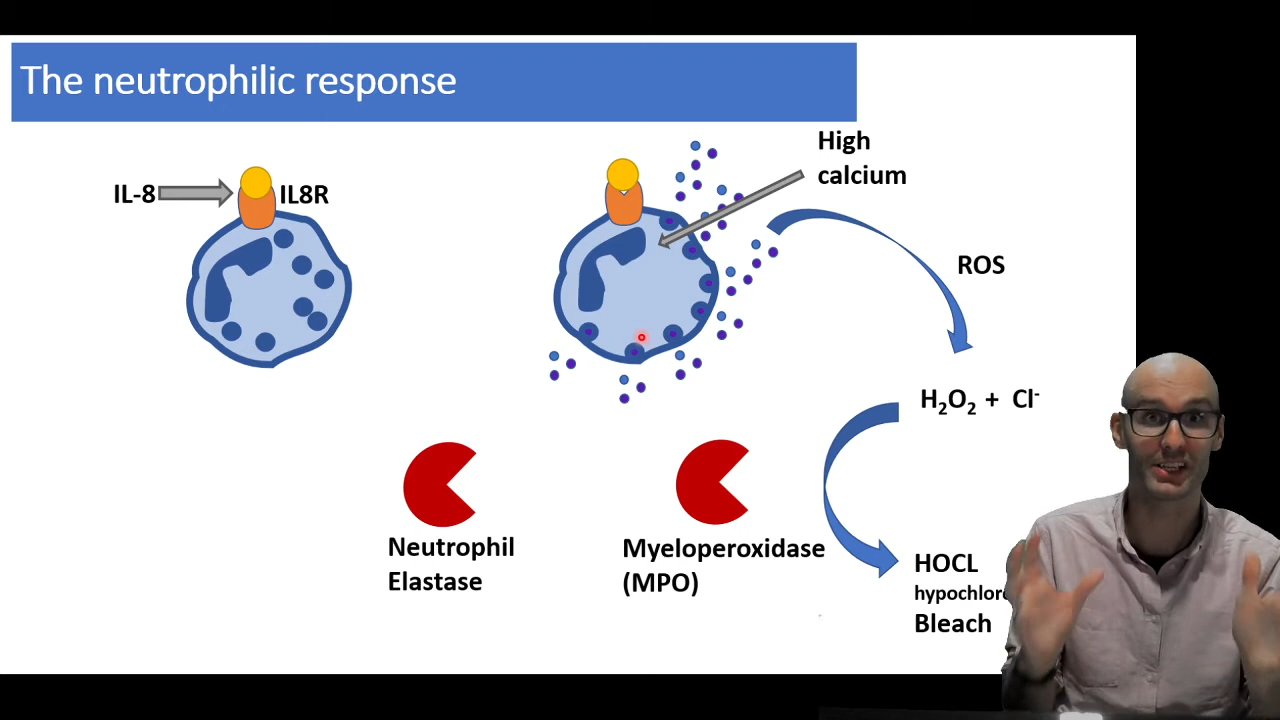 The neutrophilic response
IL-8
IL8R
High
calcium
ROS
H₂O₂ + Cl⁻
Neutrophil
Elastase
Myeloperoxidase
(MPO)
HOCL
Bleach